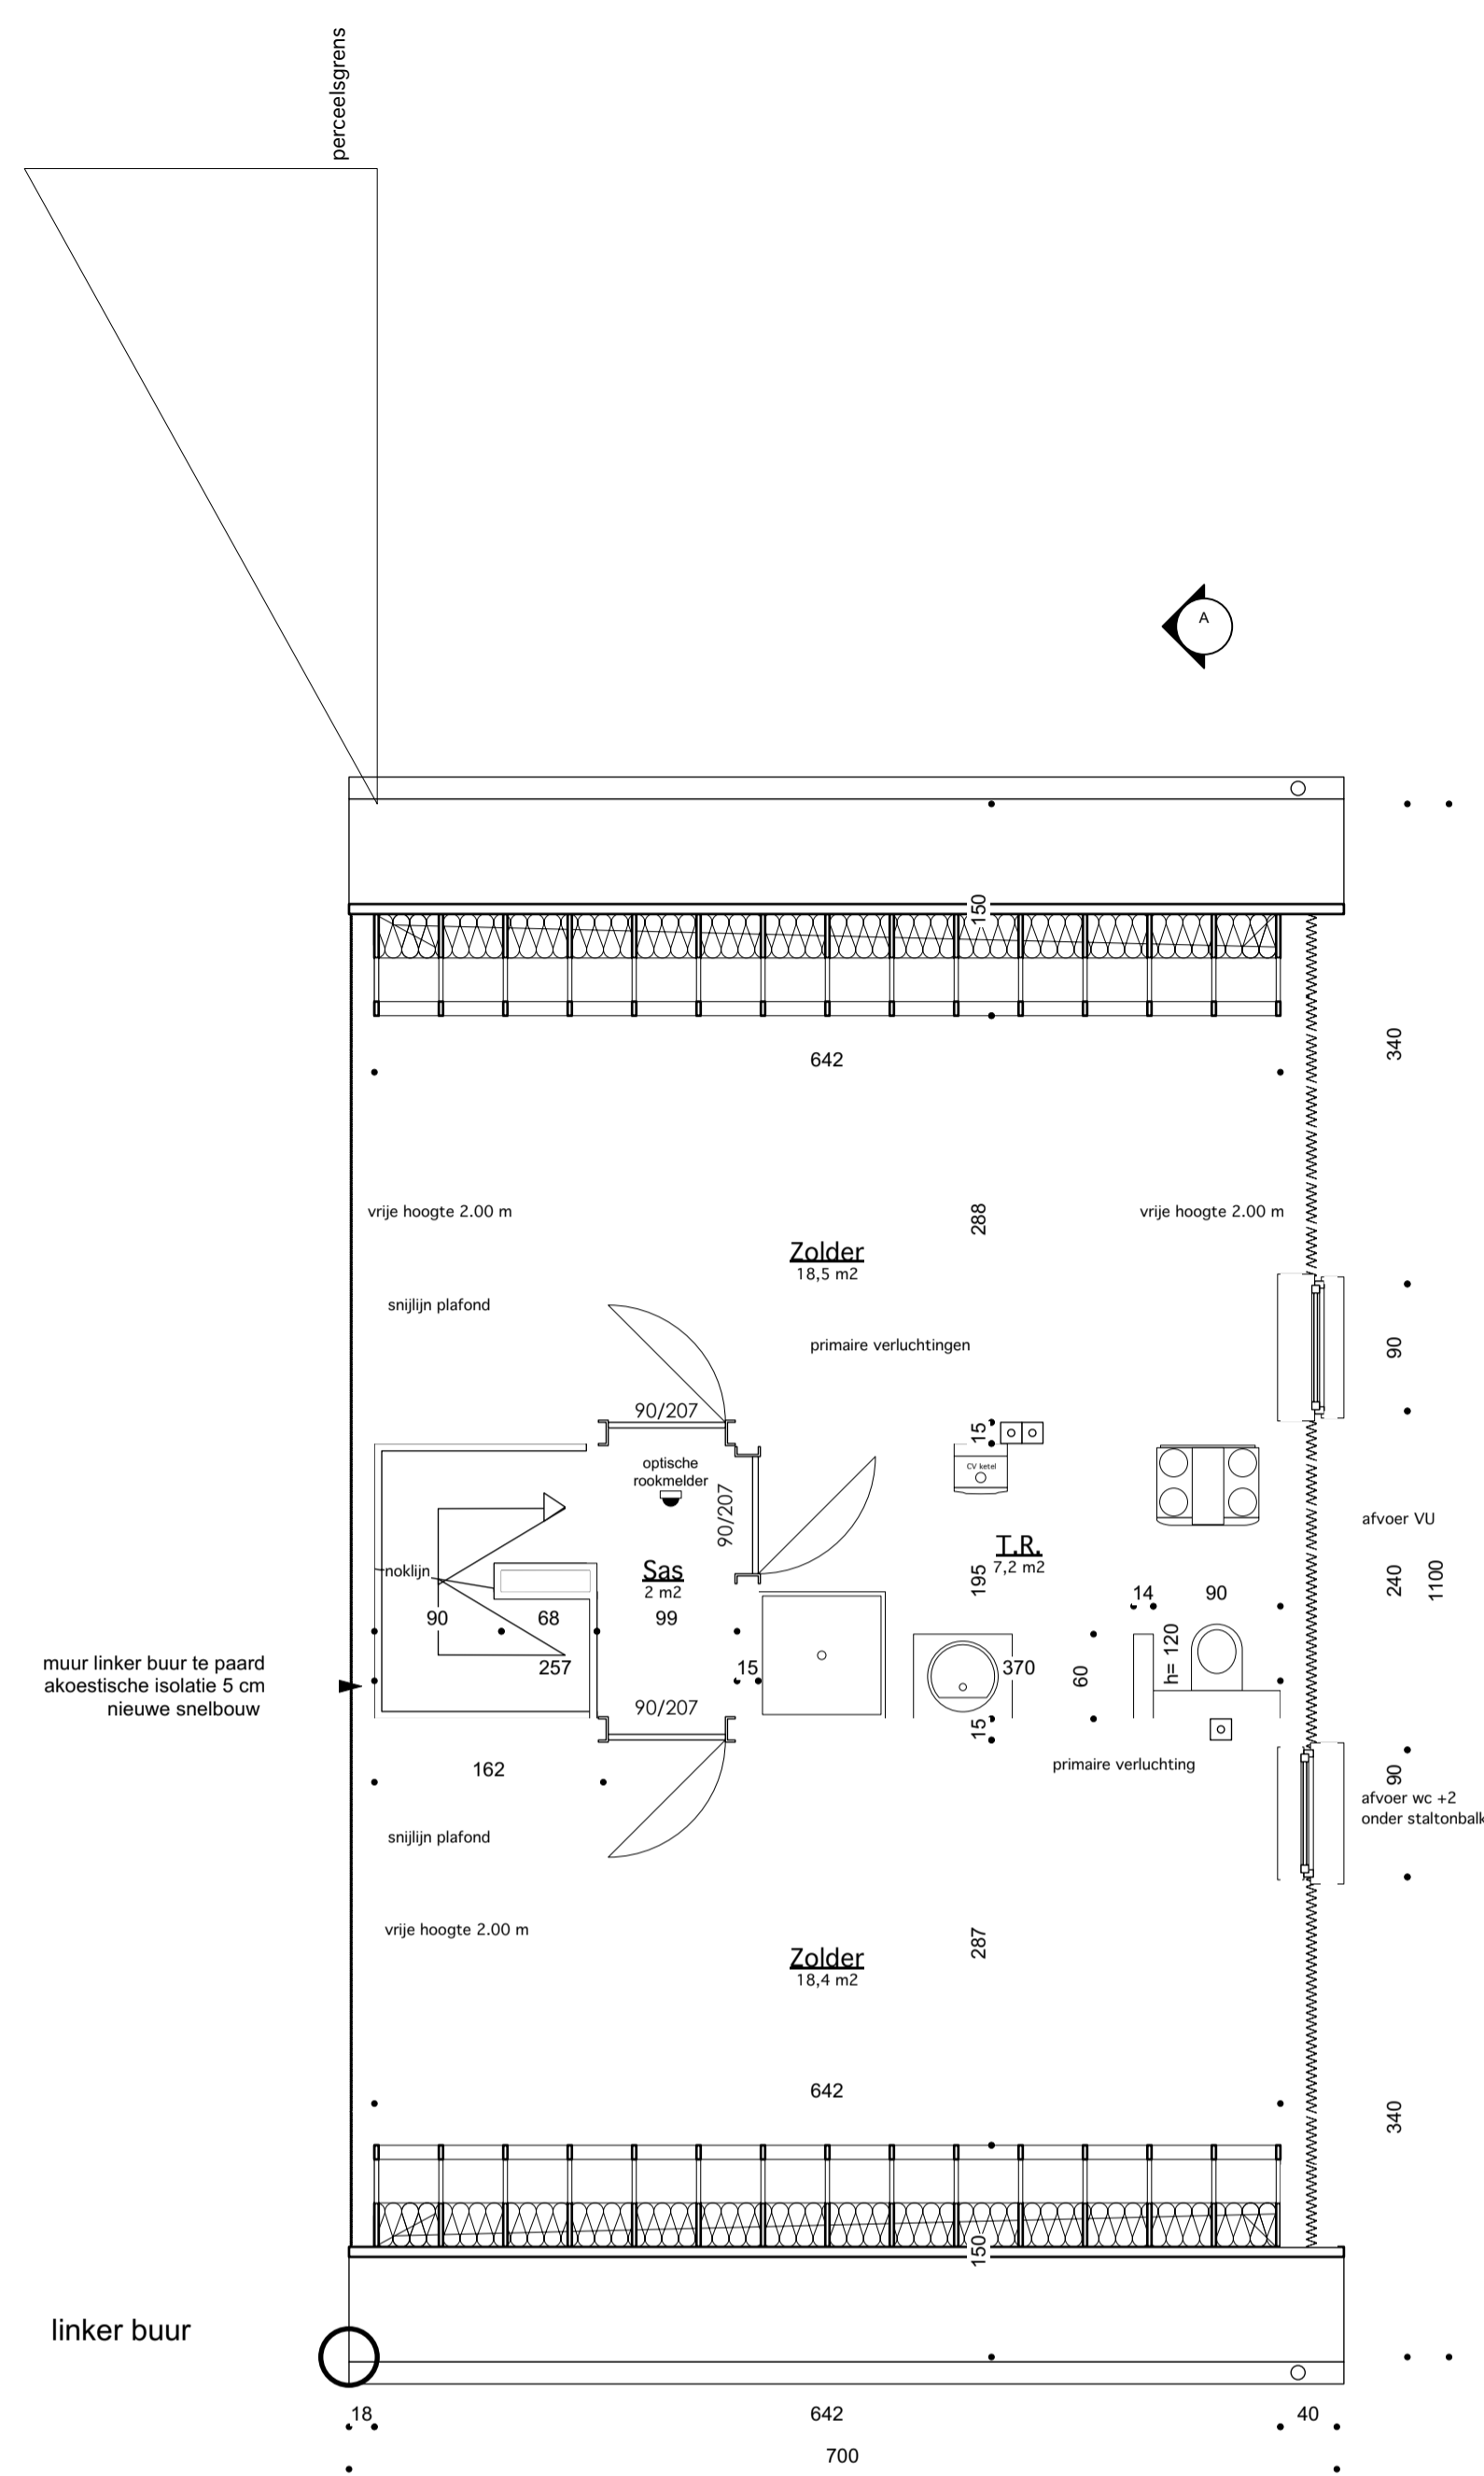 perceelsgrens
A
150
642
340
vrije hoogte 2.00 m
288
vrije hoogte 2.00 m
Zolder
18,5 m2
snijlijn plafond
primaire verluchtingen
90
90/207
15
optische
rookmelder
CV ketel
90/207
afvoer VU
T.R.
7,2 m2
noklijn
Sas
2 m2
195
240
1100
90
68
99
14
90
h= 120
muur linker buur te paard
akoestische isolatie 5 cm
nieuwe snelbouw
257
15
370
60
90/207
15
162
primaire verluchting
90
afvoer wc +2
onder staltonbalk
snijlijn plafond
vrije hoogte 2.00 m
287
Zolder
18,4 m2
642
340
150
linker buur
18
642
40
700